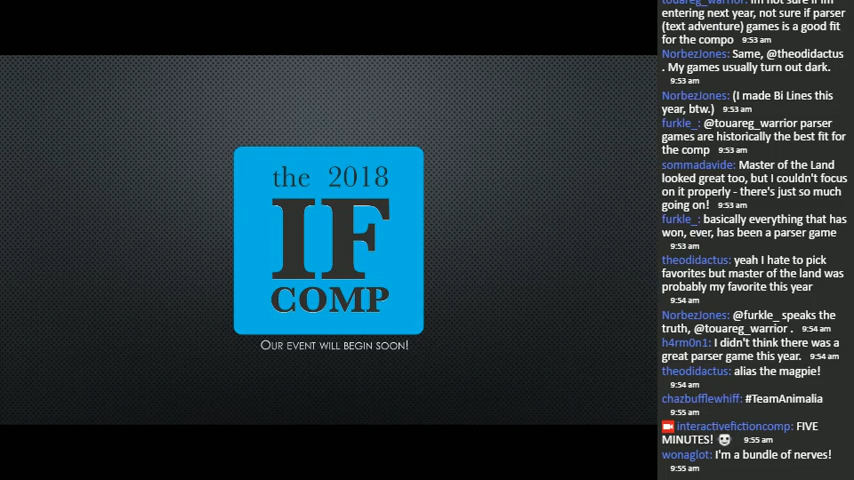 the 2018
IF
COMP
OUR EVENT WILL BEGIN SOON!
touareg_warrior: Im not sure if im
entering next year, not sure if parser
(text adventure) games is a good fit
for the compo 9:53 am
NorbezJones: Same, @theodidactus
. My games usually turn out dark.
9:53 am
NorbezJones: (I made Bi Lines this
year, btw.) 9:53 am
furkle_: @touareg_warrior parser
games are historically the best fit for
the comp 9:53 am
sommadavide: Master of the Land
looked great too, but I couldn't focus
on it properly - there's just so much
going on! 9:53 am
furkle_: basically everything that has
won, ever, has been a parser game
9:53 am
theodidactus: yeah I hate to pick
favorites but master of the land was
probably my favorite this year
9:54 am
NorbezJones: @furkle_ speaks the
truth, @touareg_warrior . 9:54 am
h4rm0n1: I didn't think there was a
great parser game this year. 9:54 am
theodidactus: alias the magpie!
9:54 am
chazbufflewhiff: #TeamAnimalia
9:55 am
interactivefictioncomp: FIVE
MINUTES! 9:55 am
wonaglot: I'm a bundle of nerves!
9:55 am